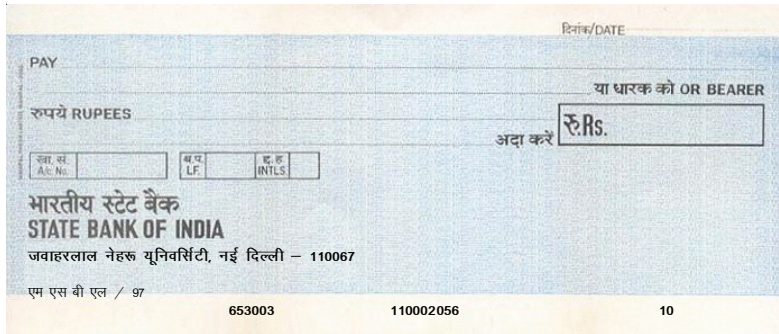 दिनांक/DATE
PAY
या धारक को OR BEARER
रुपये RUPEES
अदा करें रु.Rs.
खा. सं. ब.प. ह.ह.
A/c. No. L.F. INTLS.
भारतीय स्टेट बैंक
STATE BANK OF INDIA
जवाहरलाल नेहरू यूनिवर्सिटी, नई दिल्ली – 110067
एम एस बी एल / 97
653003 110002056 10